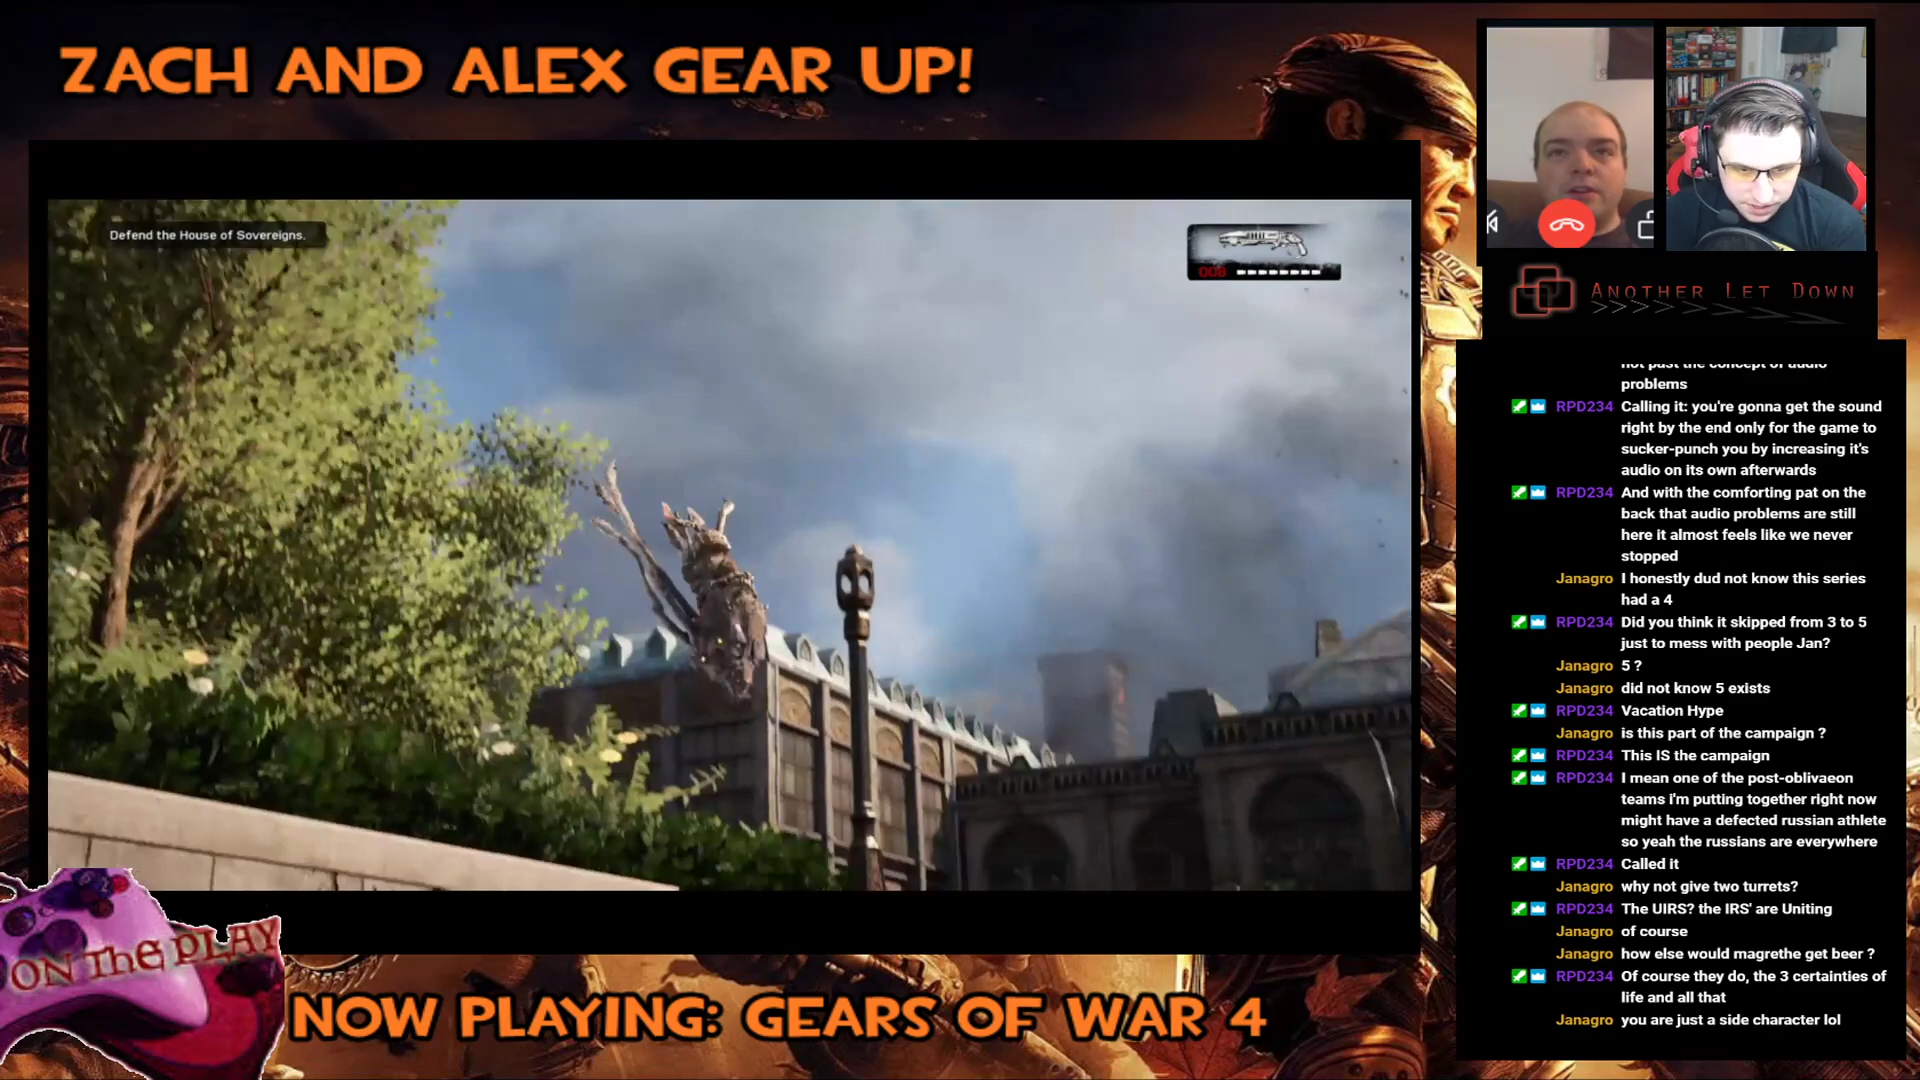 ZACH AND ALEX GEAR UP!
Defend the House of Sovereigns.
008
ANOTHER LET DOWN
not past the concept of audio
problems
RPD234 Calling it: you're gonna get the sound
right by the end only for the game to
sucker-punch you by increasing it's
audio on its own afterwards
RPD234 And with the comforting pat on the
back that audio problems are still
here it almost feels like we never
stopped
Janagro I honestly dud not know this series
had a 4
RPD234 Did you think it skipped from 3 to 5
just to mess with people Jan?
Janagro 5 ?
Janagro did not know 5 exists
RPD234 Vacation Hype
Janagro is this part of the campaign ?
RPD234 This IS the campaign
RPD234 I mean one of the post-oblivaeon
teams i'm putting together right now
might have a defected russian athlete
so yeah the russians are everywhere
RPD234 Called it
Janagro why not give two turrets?
RPD234 The UIRS? the IRS' are Uniting
Janagro of course
Janagro how else would magrethe get beer ?
RPD234 Of course they do, the 3 certainties of
life and all that
Janagro you are just a side character lol
ON THE PLAY
NOW PLAYING: GEARS OF WAR 4